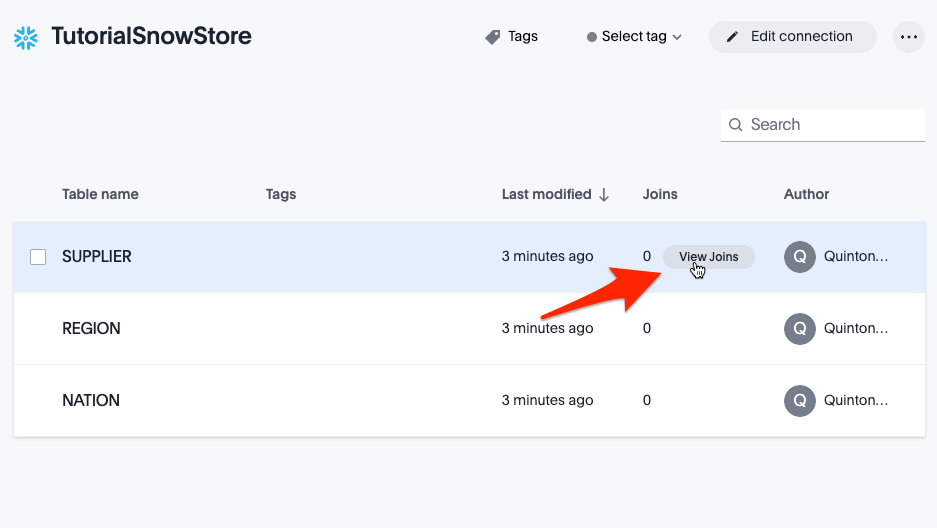 TutorialSnowStore Tags Select tag Edit connection
Search
Table name Tags Last modified Joins Author
SUPPLIER 3 minutes ago 0 View Joins Q Quinton...
REGION 3 minutes ago 0 Q Quinton...
NATION 3 minutes ago 0 Q Quinton...